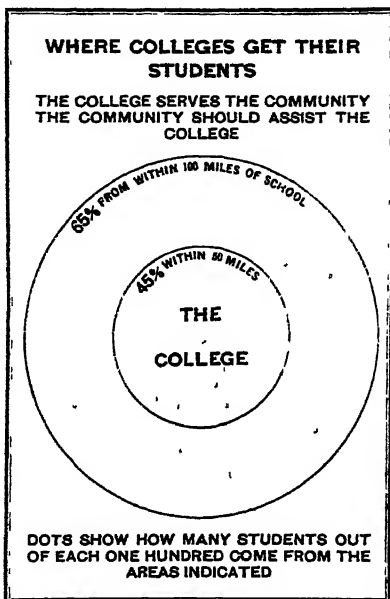 WHERE COLLEGES GET THEIR
STUDENTS
THE COLLEGE SERVES THE COMMUNITY
THE COMMUNITY SHOULD ASSIST THE
COLLEGE
65% FROM WITHIN 100 MILES OF SCHOOL
45% WITHIN 50 MILES
THE
COLLEGE
DOTS SHOW HOW MANY STUDENTS OUT
OF EACH ONE HUNDRED COME FROM THE
AREAS INDICATED